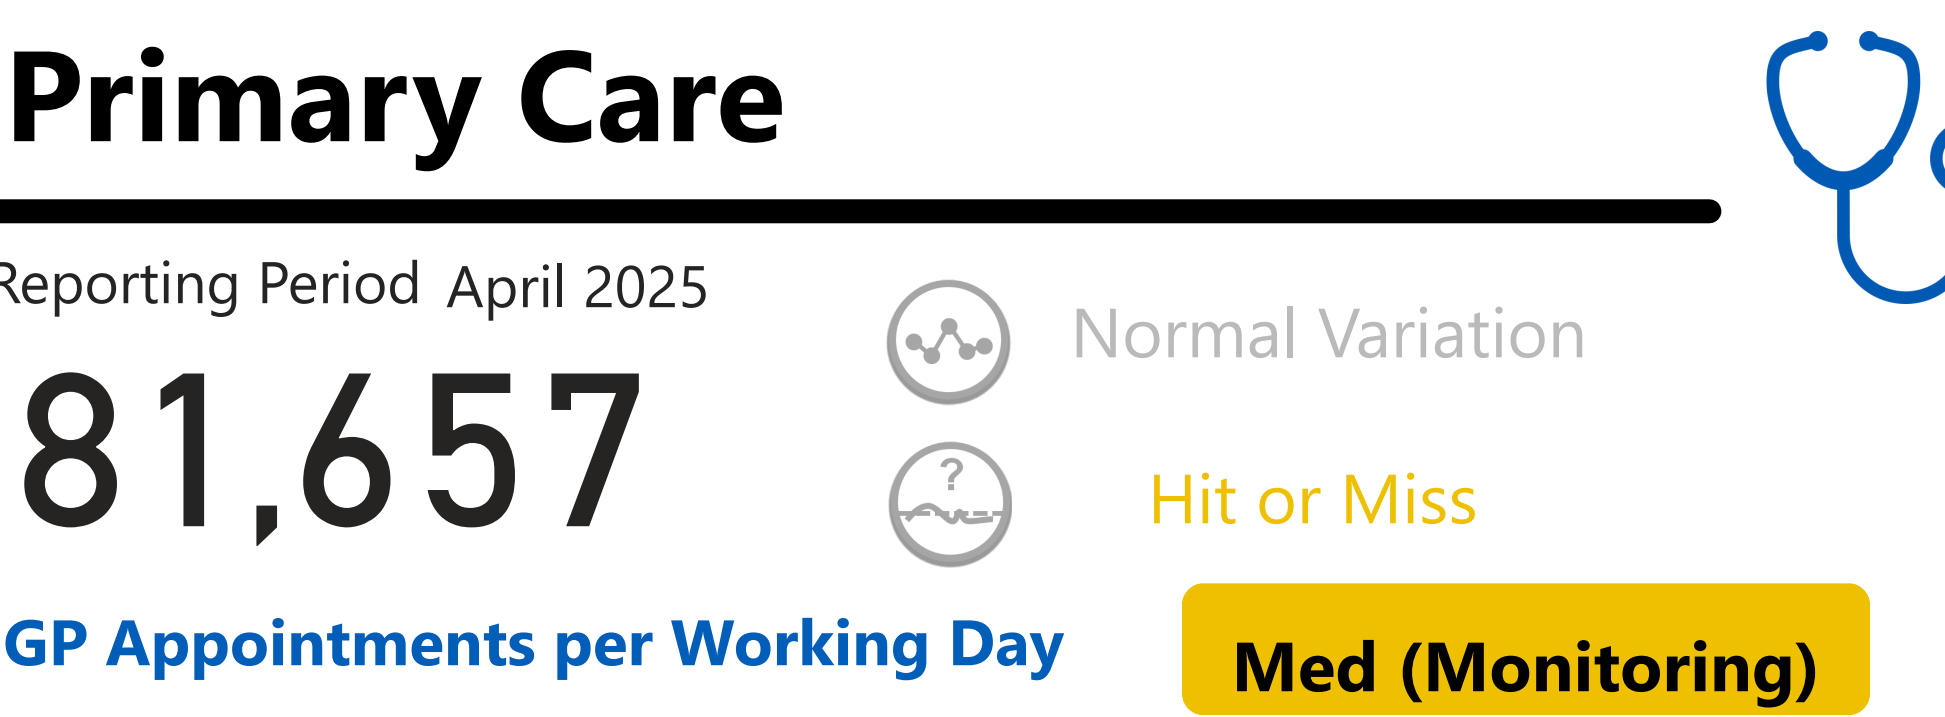 Primary Care
Reporting Period April 2025
Normal Variation
81,657
?
Hit or Miss
GP Appointments per Working Day
Med (Monitoring)